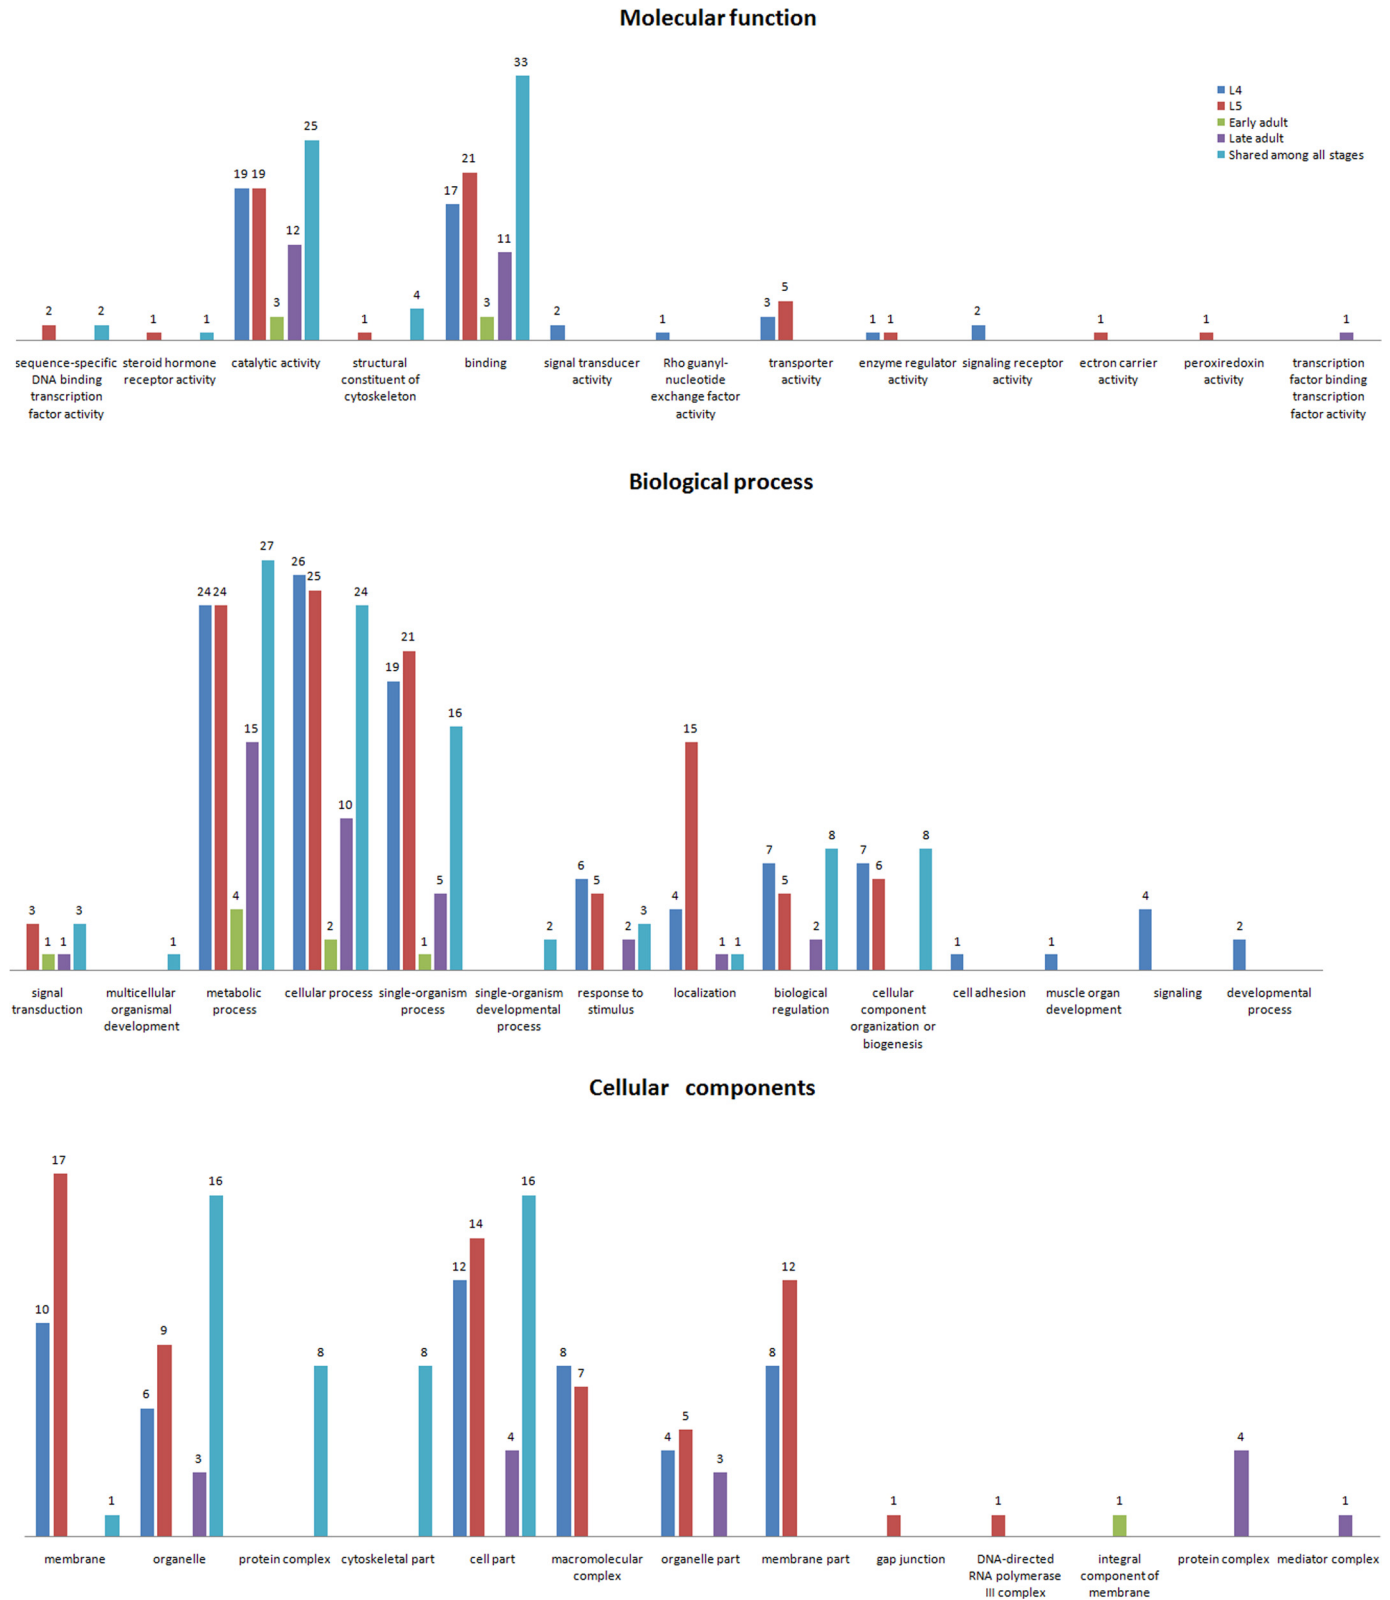 Molecular function
33
L4
L5
Early adult
Late adult
Shared among all stages
25
21
19 19
17
12
11
5
4
3
3
3
2
2
1
1
1
2
1
1
1
2
1
1
1
sequence-specific
DNA binding
transcription
factor activity
steroid hormone
receptor activity
catalytic activity
structural
constituent of
cytoskeleton
binding
signal transducer
activity
Rho guanyl-
nucleotide
exchange factor
activity
transporter
activity
enzyme regulator
activity
signaling receptor
activity
ectron carrier
activity
peroxiredoxin
activity
transcription
factor binding
transcription
factor activity
Biological process
3
1
1
3
1
24 24
4
15
27
26
25
2
10
24
19
21
1
5
16
2
6
5
2
3
4
15
1
1
7
5
2
8
7
6
8
1
1
4
2
signal
transduction
multicellular
organismal
development
metabolic
process
cellular process
single-organism
process
single-organism
developmental
process
response to
stimulus
localization
biological
regulation
cellular
component
organization or
biogenesis
cell adhesion
muscle organ
development
signaling
developmental
process
Cellular components
10
17
1
6
9
3
16
8
8
12
14
4
16
8
7
4
5
3
8
12
1
1
1
4
1
membrane
organelle
protein complex
cytoskeletal part
cell part
macromolecular
complex
organelle part
membrane part
gap junction
DNA-directed
RNA polymerase
III complex
integral
component of
membrane
protein complex
mediator complex